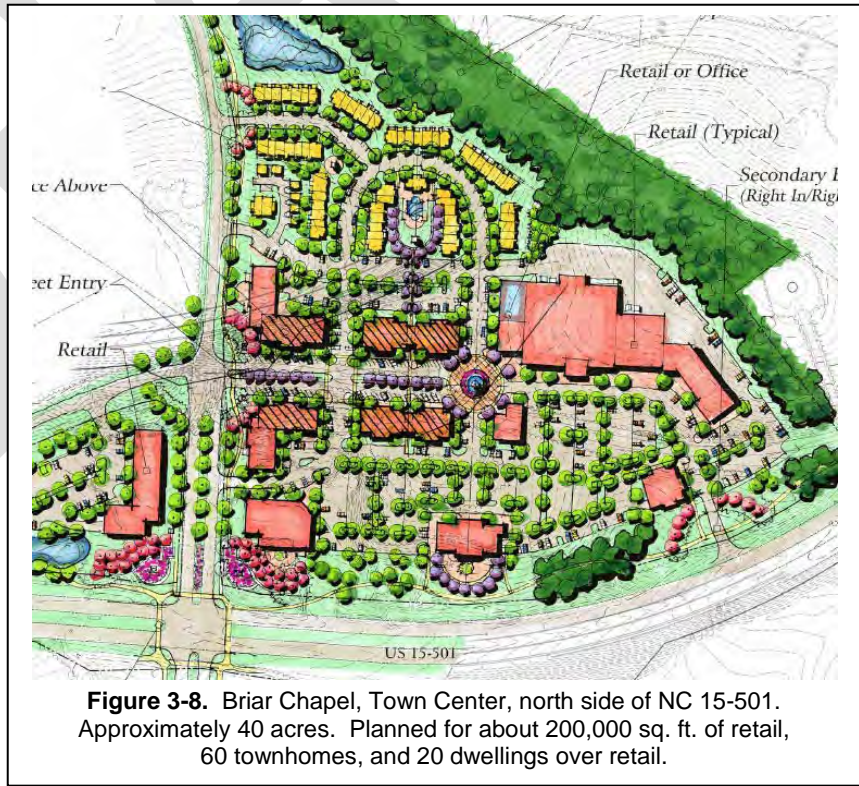 Retail or Office
Retail (Typical)
Secondary
(Right In/Righ
ce Above
eet Entry
Retail
US 15-501
Figure 3-8. Briar Chapel, Town Center, north side of NC 15-501.
Approximately 40 acres. Planned for about 200,000 sq. ft. of retail,
60 townhomes, and 20 dwellings over retail.